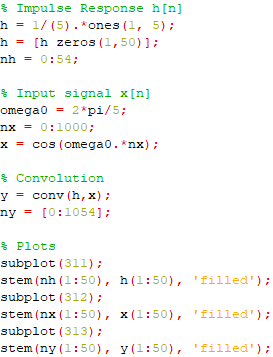 % Impulse Response h[n]
h = 1/(5).*ones(1, 5);
h = [h zeros(1,50)];
nh = 0:54;
% Input signal x[n]
omega0 = 2*pi/5;
nx = 0:1000;
x = cos(omega0.*nx);
% Convolution
y = conv(h,x);
ny = [0:1054];
% Plots
subplot(311);
stem(nh(1:50), h(1:50), 'filled');
subplot(312);
stem(nx(1:50), x(1:50), 'filled');
subplot(313);
stem(ny(1:50), y(1:50), 'filled');